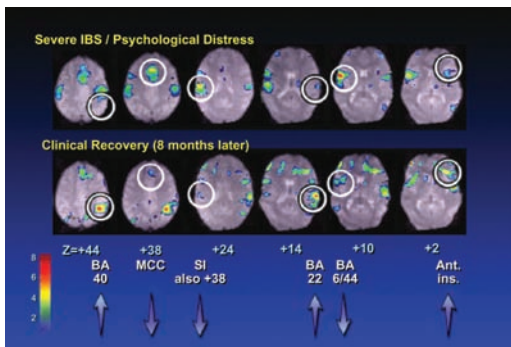 Severe IBS / Psychological Distress
Clinical Recovery (8 months later)
Z=+44 +38 +24 +14 +10 +2
BA 40
MCC
SI also +38
BA 22
BA 6/44
Ant. ins.
8
6
4
2